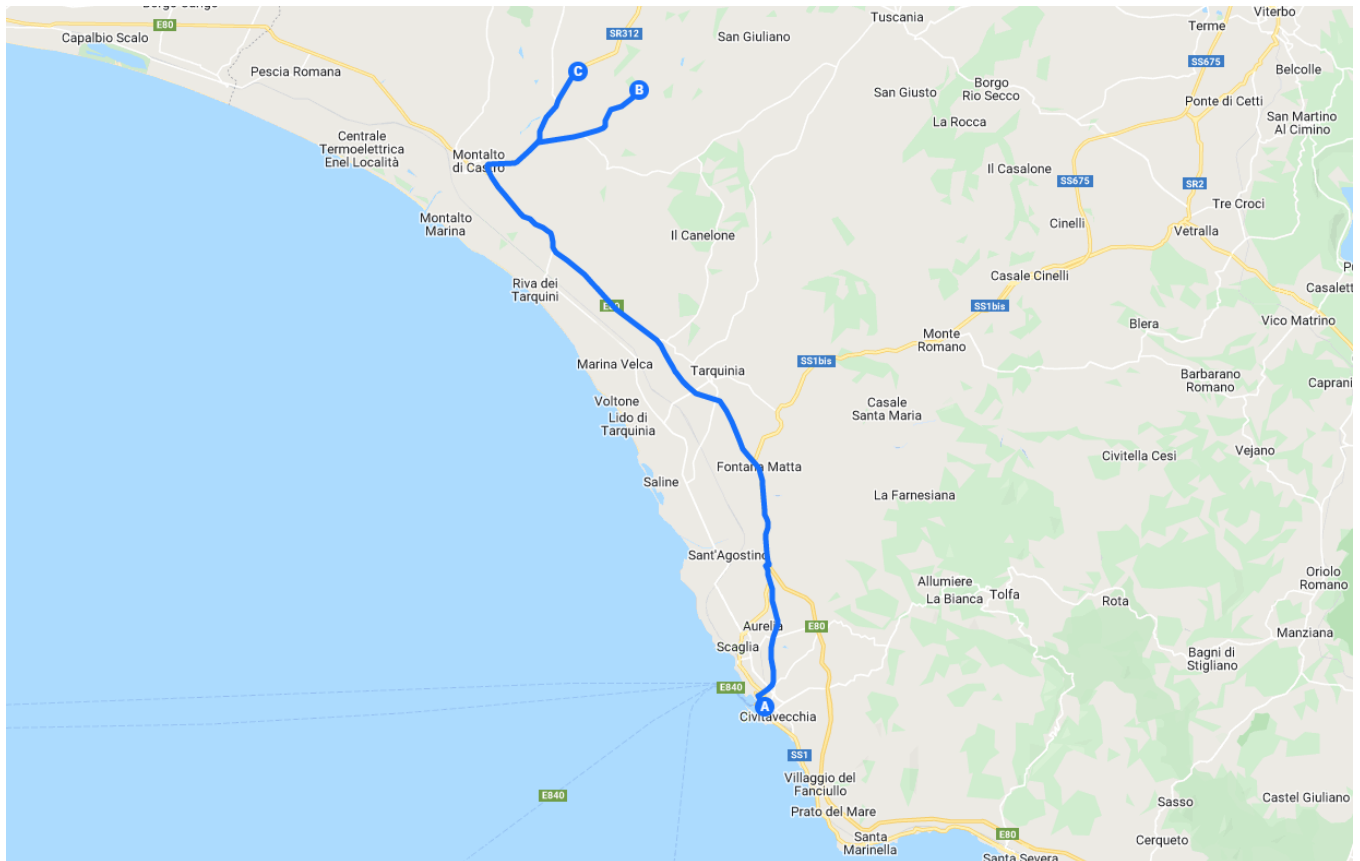 Borgo Carige
E80
Capalbio Scalo
Pescia Romana
SR312
San Giuliano
Tuscania
Terme
Viterbo
SS675
Belcolle
C
B
San Giusto
Borgo
Rio Secco
Ponte di Cetti
La Rocca
San Martino
Al Cimino
Centrale
Termoelettrica
Enel Località
Montalto
di Castro
Il Casalone
SS675
SR2
Tre Croci
Montalto
Marina
Il Canelone
Cinelli
Vetralla
Riva dei
Tarquini
Casale Cinelli
E80
SS1bis
Casalett
Blera
Vico Matrino
Monte
Romano
Marina Velca
Tarquinia
SS1bis
Barbarano
Romano
Caprani
Voltone
Lido di
Tarquinia
Casale
Santa Maria
Fontana Matta
Civitella Cesi
Vejano
Saline
La Farnesiana
Sant'Agostino
Allumiere
La Bianca
Tolfa
Rota
Oriolo
Romano
Aurelia
E80
Manziana
Scaglia
Bagni di
Stigliano
E840
A
Civitavecchia
SS1
Villaggio del
Fanciullo
E840
Prato del Mare
Sasso
Castel Giuliano
Santa
Marinella
E80
Cerqueto
Santa Severa